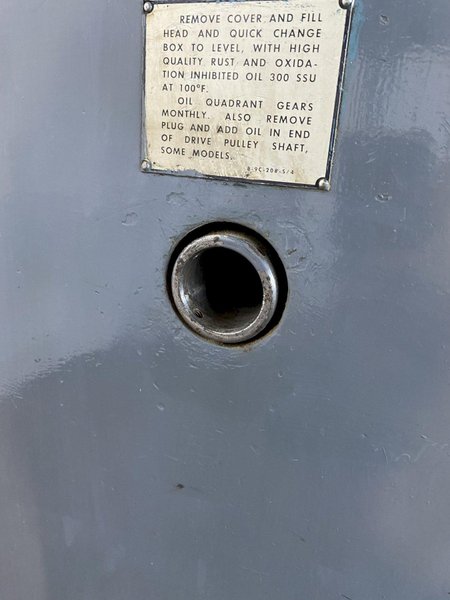 REMOVE COVER AND FILL
HEAD AND QUICK CHANGE
BOX TO LEVEL, WITH HIGH
QUALITY RUST AND OXIDA-
TION INHIBITED OIL 300 SSU
AT 100°F.
OIL QUADRANT GEARS
MONTHLY. ALSO REMOVE
PLUG AND ADD OIL IN END
OF DRIVE PULLEY SHAFT,
SOME MODELS.